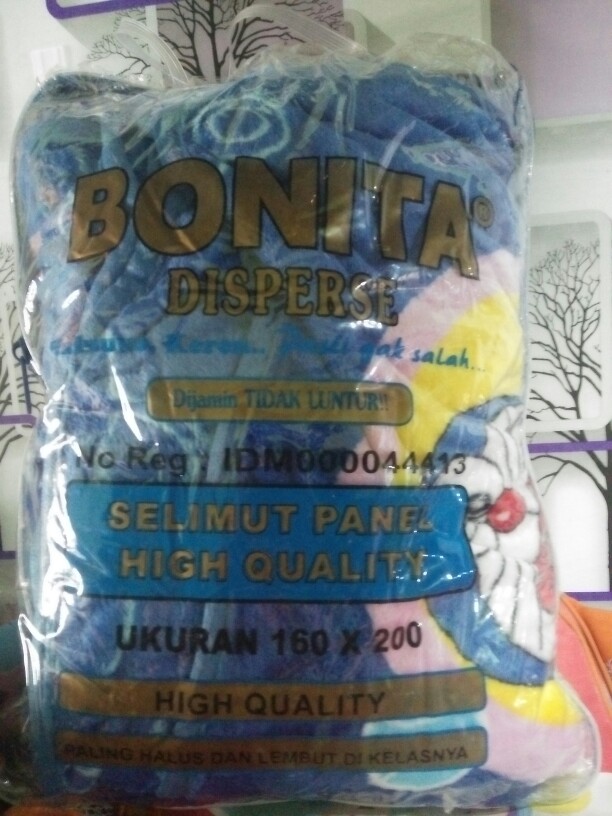 BONITA®
DISPERSE
Keren... Pasti gak salah...
Dijamin TIDAK LUNTUR!!
No Reg : IDM000044413
SELIMUT PANEL
HIGH QUALITY
UKURAN 160 X 200
HIGH QUALITY
PALING HALUS DAN LEMBUT DI KELASNYA